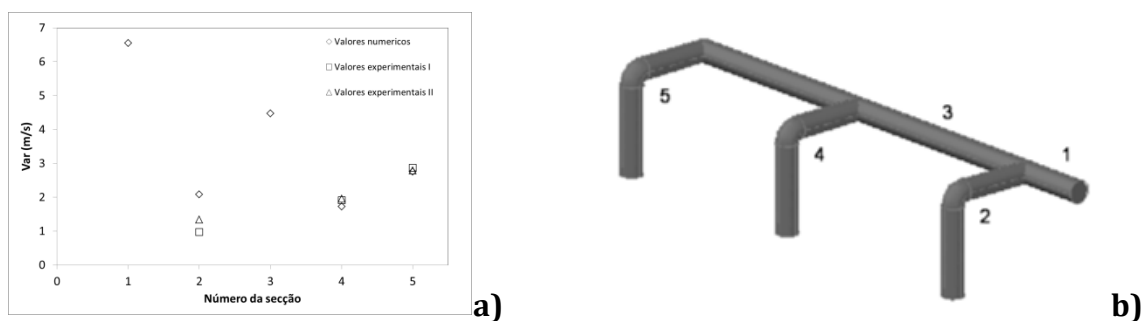 7
6
5
4
3
2
1
0
Var (m/s)
Valores numericos
Valores experimentais I
Valores experimentais II
0 1 2 3 4 5
Número da secção
a)
5
4
3
2
1
b)